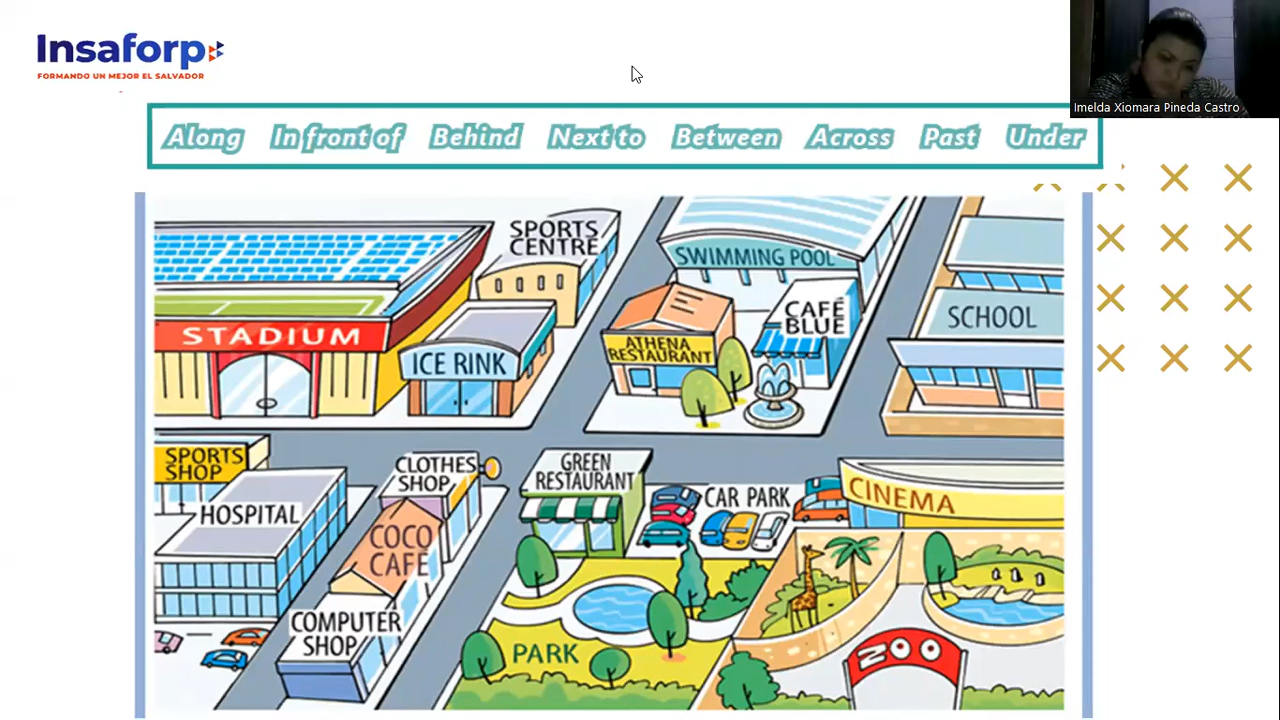 Insaforp
FORMANDO UN MEJOR EL SALVADOR
Imelda Xiomara Pineda Castro
Along In front of Behind Next to Between Across Past Under
SPORTS
CENTRE
SWIMMING POOL
CAFÉ
BLUE
SCHOOL
STADIUM
ICE RINK
ATHENA
RESTAURANT
SPORTS
SHOP
HOSPITAL
CLOTHES
SHOP
GREEN
RESTAURANT
CAR PARK
CINEMA
COCO
CAFE
COMPUTER
SHOP
PARK
ZOO